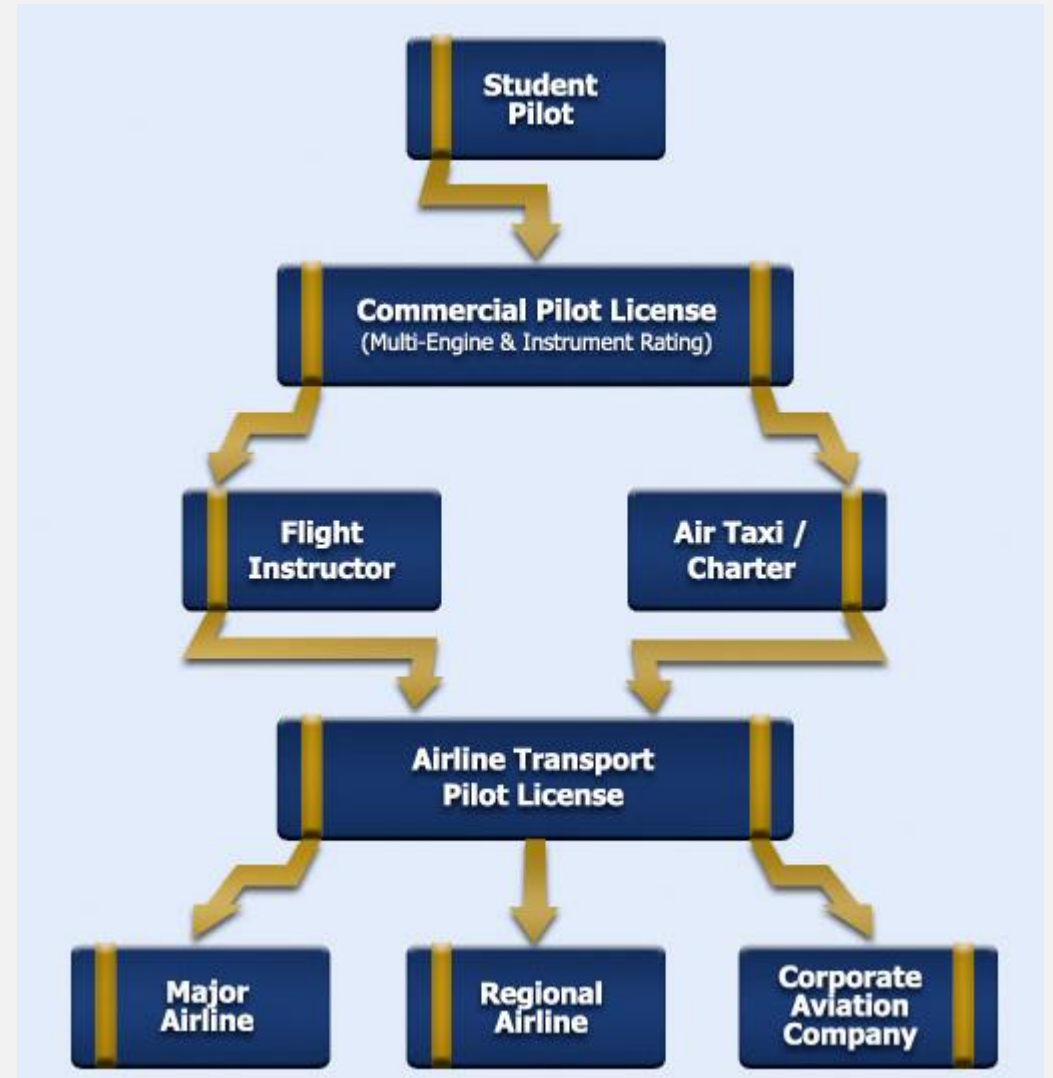 Student
Pilot
Commercial Pilot License
(Multi-Engine & Instrument Rating)
Flight
Instructor
Air Taxi /
Charter
Airline Transport
Pilot License
Major
Airline
Regional
Airline
Corporate
Aviation
Company